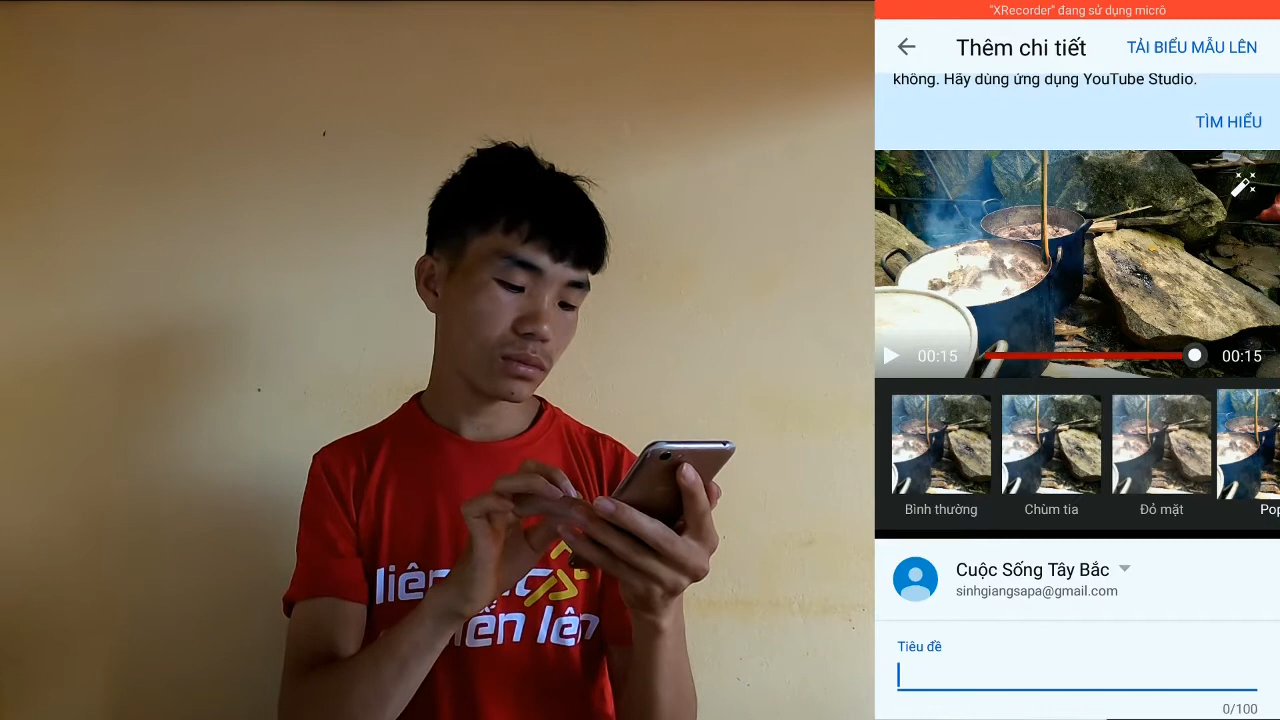 "XRecorder" đang sử dụng micrô
Thêm chi tiết
TẢI BIỂU MẪU LÊN
không. Hãy dùng ứng dụng YouTube Studio.
TÌM HIỂU
00:15
00:15
Bình thường
Chùm tia
Đỏ mặt
Pop
Cuộc Sống Tây Bắc
sinhgiangsapa@gmail.com
Tiêu đề
0/100
lên